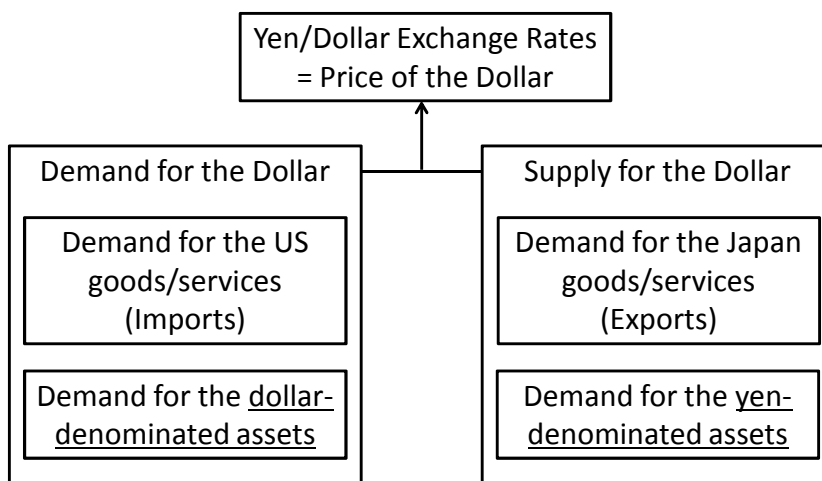 Yen/Dollar Exchange Rates
= Price of the Dollar
Demand for the Dollar
Demand for the US
goods/services
(Imports)
Demand for the dollar-
denominated assets
Supply for the Dollar
Demand for the Japan
goods/services
(Exports)
Demand for the yen-
denominated assets